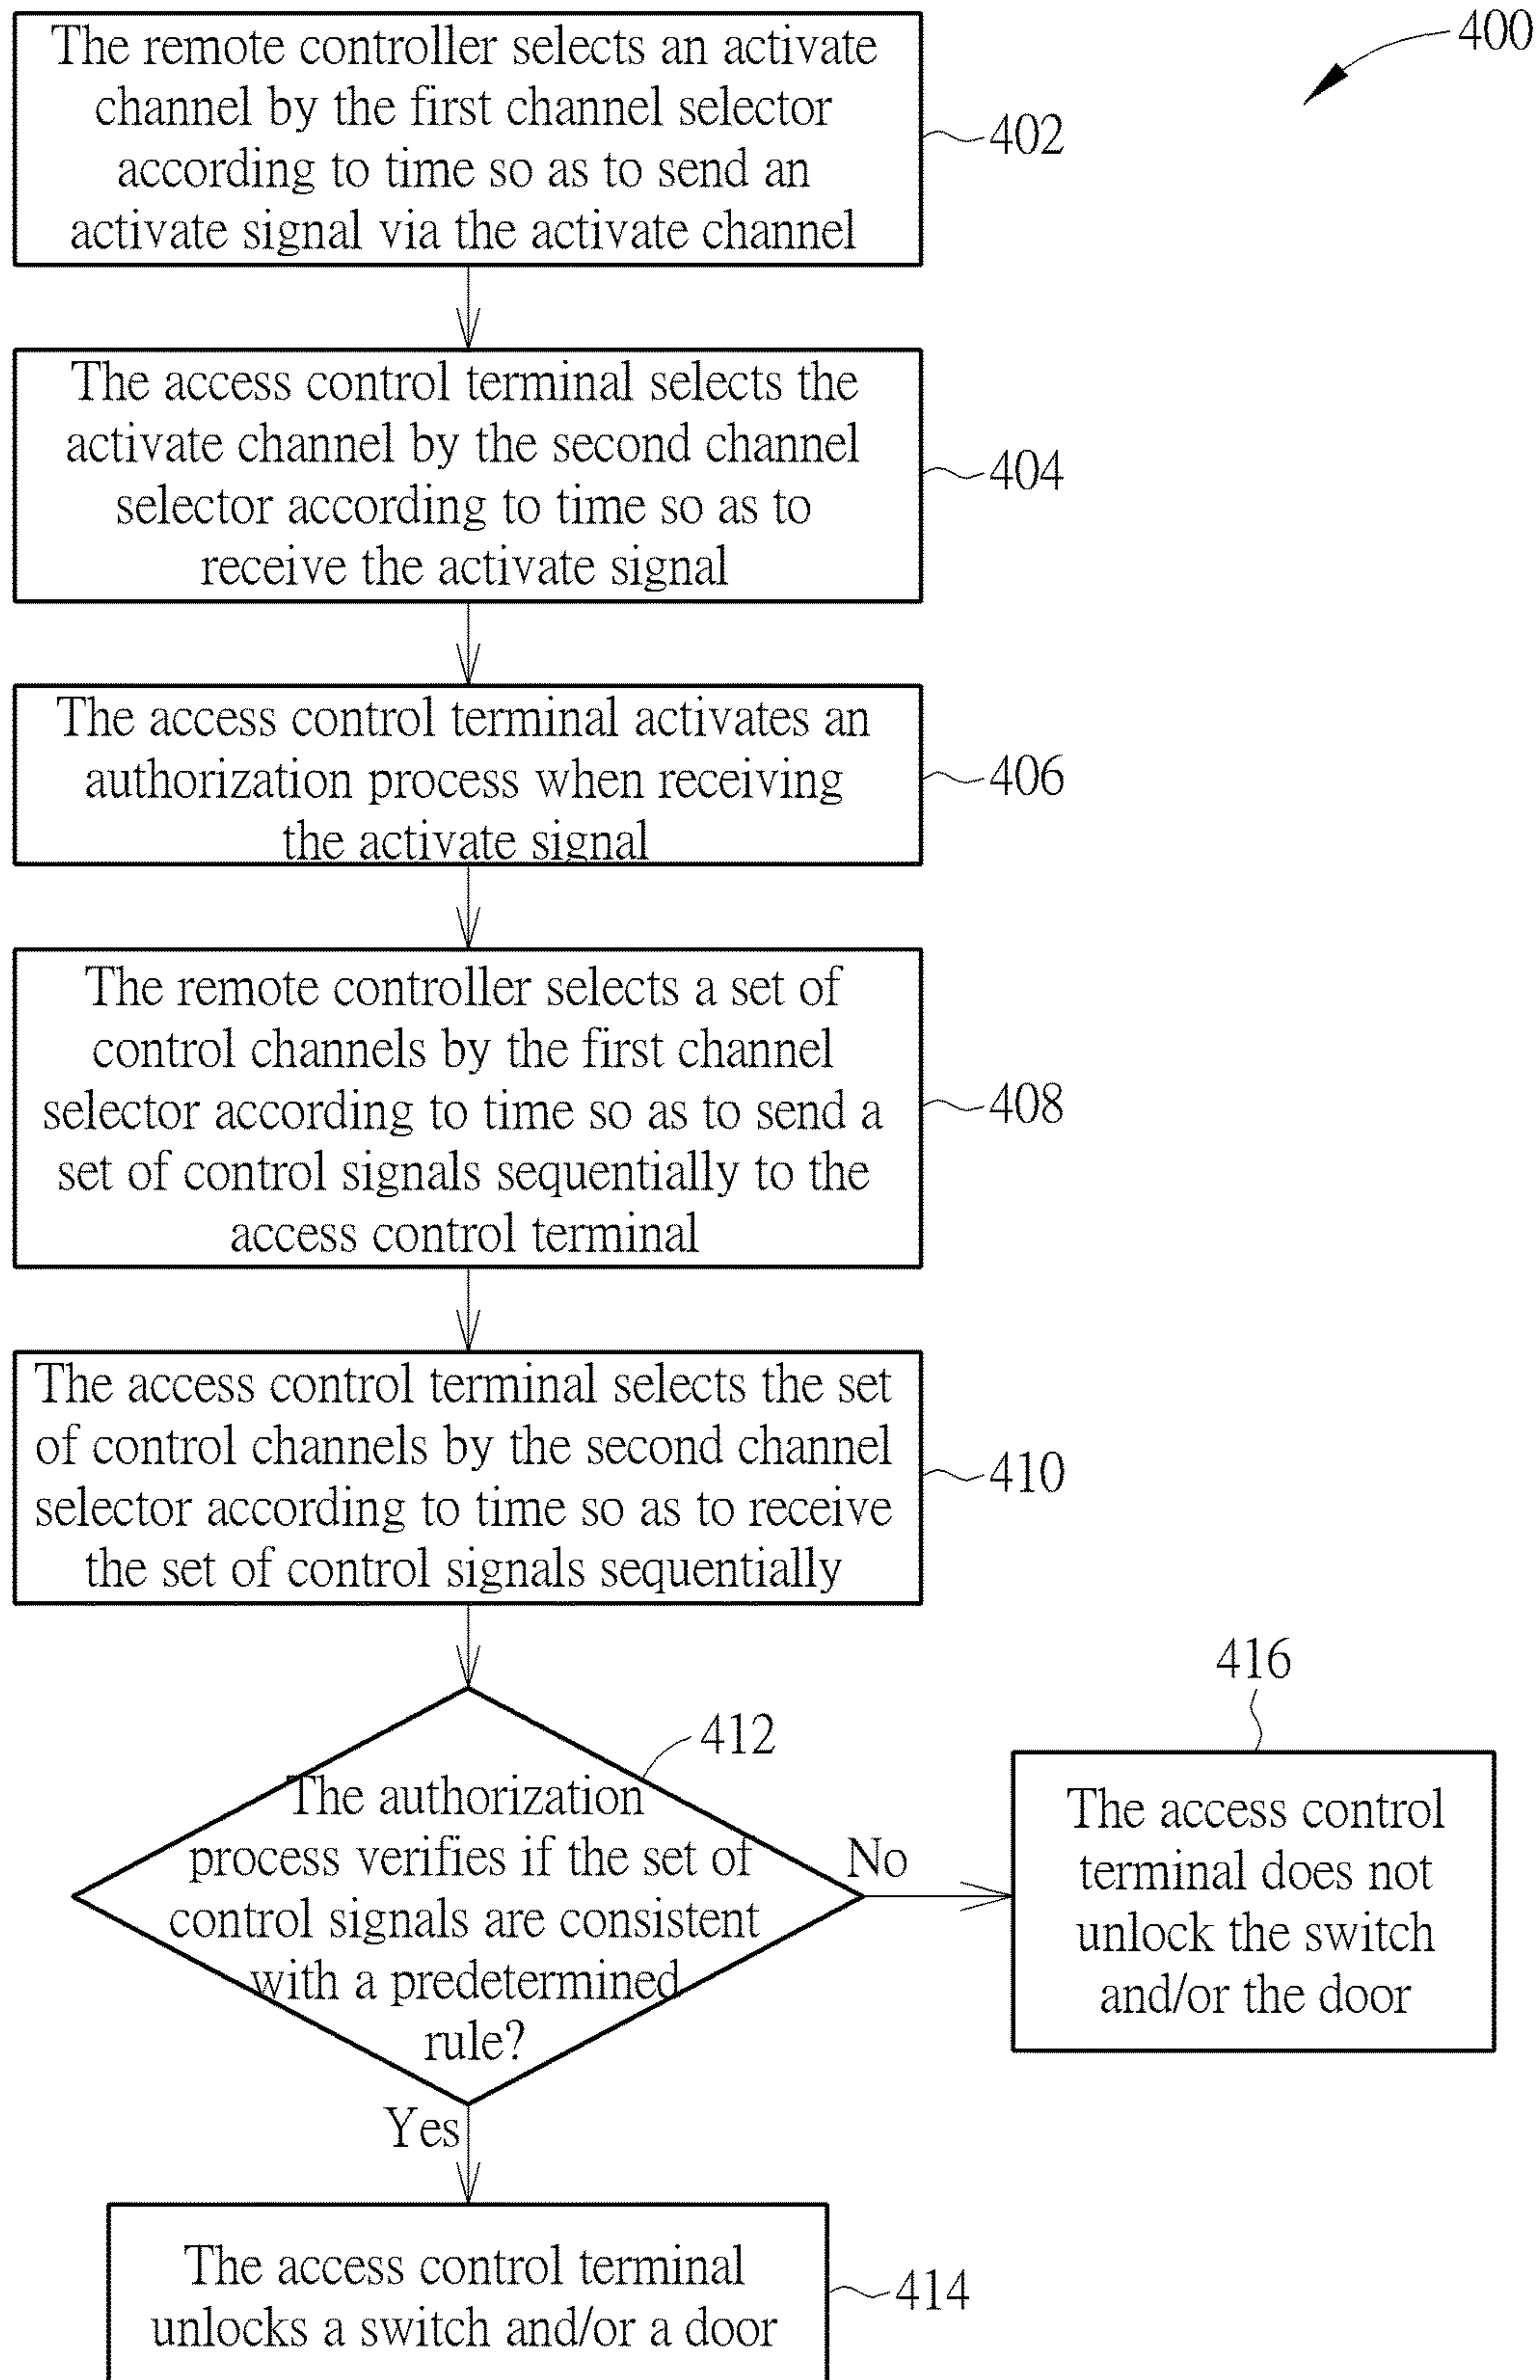 400
The remote controller selects an activate
channel by the first channel selector
according to time so as to send an
activate signal via the activate channel
402
The access control terminal selects the
activate channel by the second channel
selector according to time so as to
receive the activate signal
404
The access control terminal activates an
authorization process when receiving
the activate signal
406
The remote controller selects a set of
control channels by the first channel
selector according to time so as to send a
set of control signals sequentially to the
access control terminal
408
The access control terminal selects the set
of control channels by the second channel
selector according to time so as to receive
the set of control signals sequentially
410
412
The authorization
process verifies if the set of
control signals are consistent
with a predetermined
rule?
No
416
The access control
terminal does not
unlock the switch
and/or the door
Yes
The access control terminal
unlocks a switch and/or a door
414